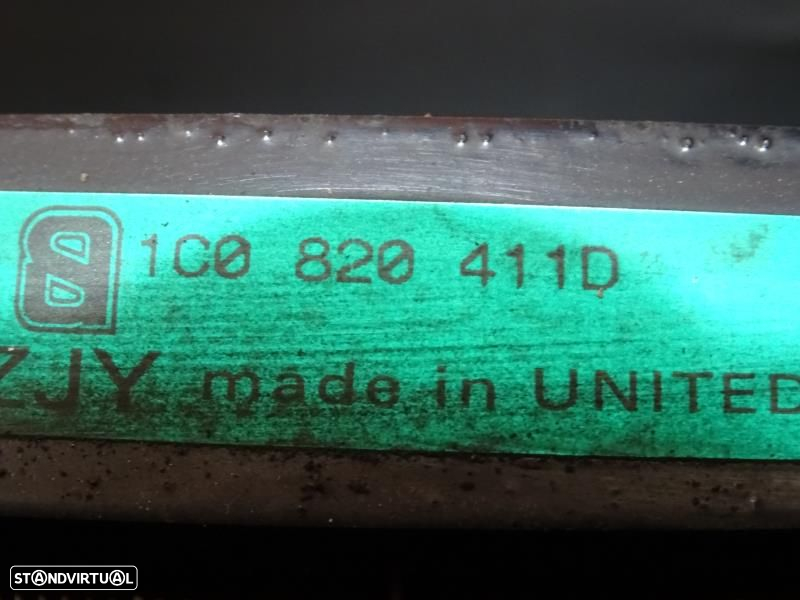 1C0 820 411D
ZJY made in UNITED
STANDVIRTUAL